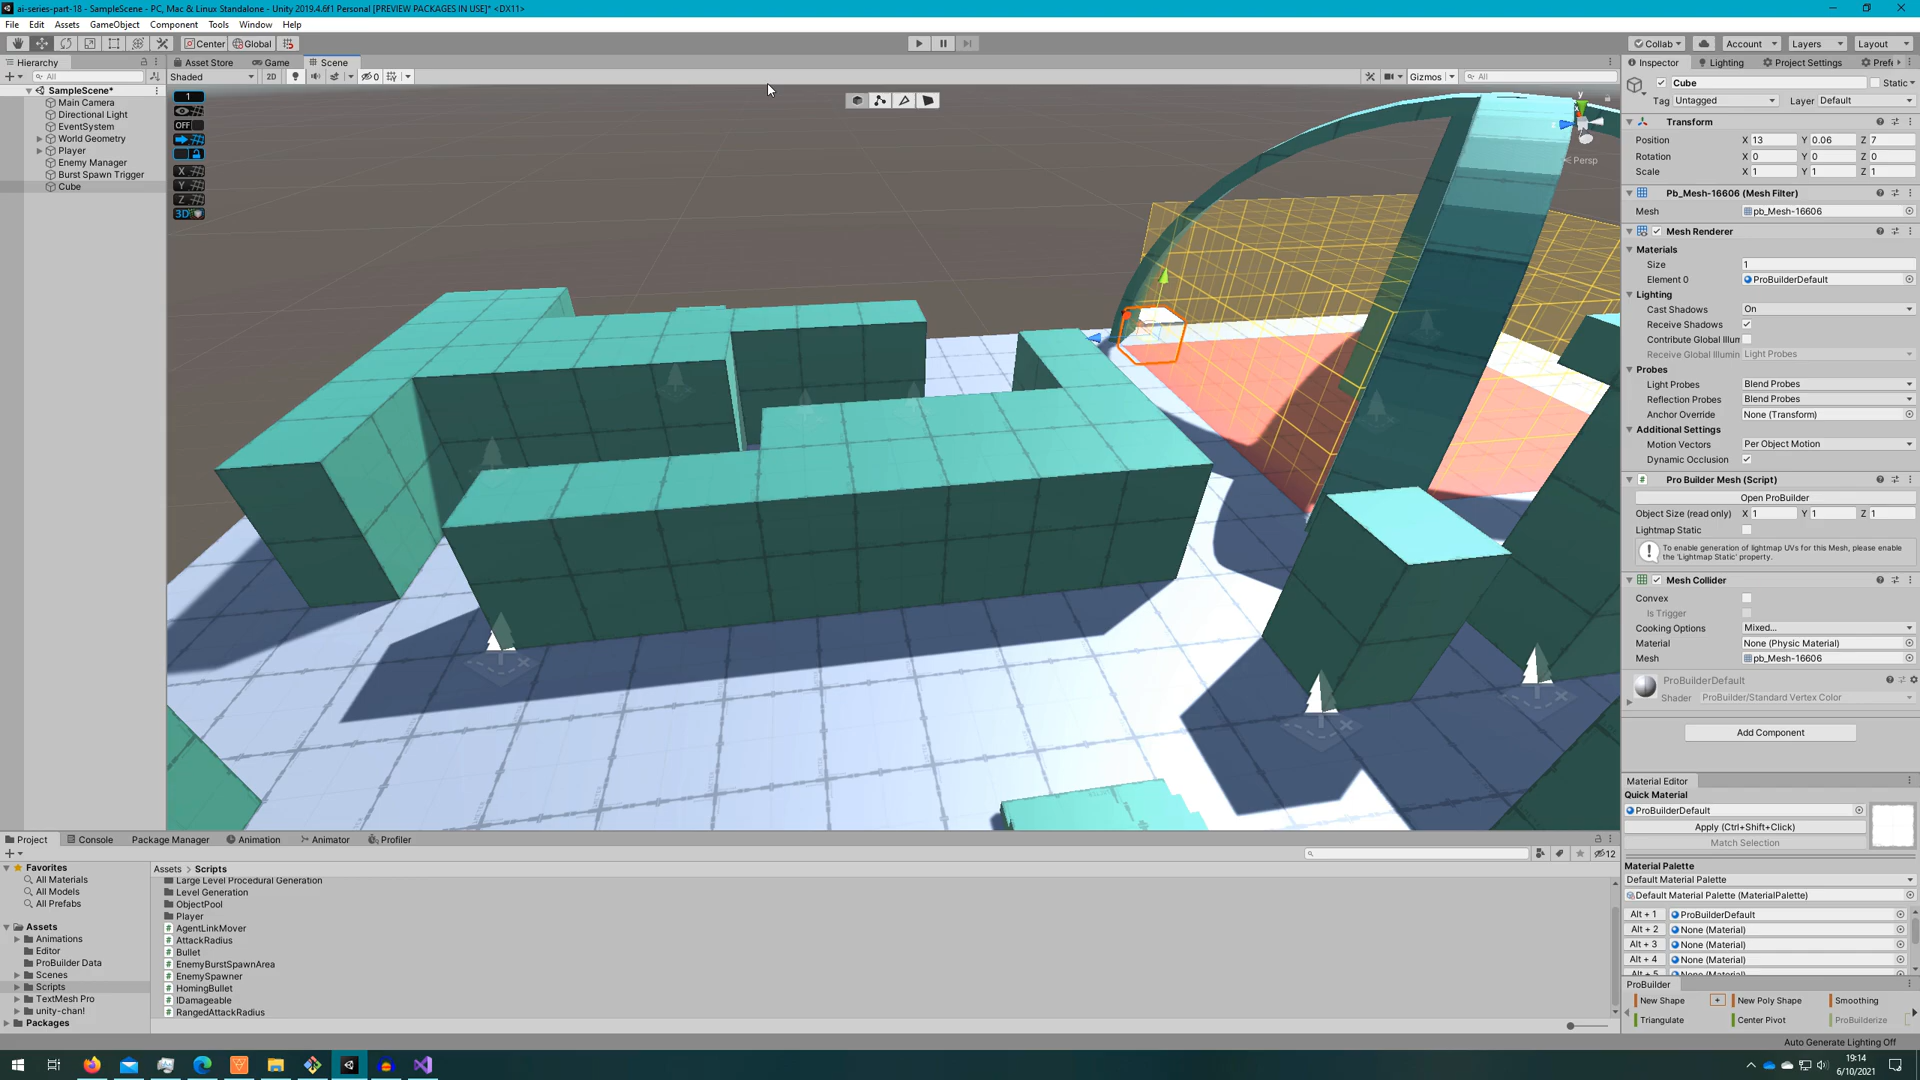 ai-series-part-18 - SampleScene - PC, Mac & Linux Standalone - Unity 2019.4.6f1 Personal [PREVIEW PACKAGES IN USE]* <DX11>
File Edit Assets GameObject Component Tools Window Help
Center Global Collab Account Layers Layout
Hierarchy Asset Store Game Scene Inspector Lighting Project Settings Prefe
All Shaded 2D 0 Gizmos All
SampleScene*
Main Camera
Directional Light
EventSystem
World Geometry
Player
Enemy Manager
Burst Spawn Trigger
Cube
1
OFF
X
Y
Z
3D
y
Persp
Cube Static
Tag Untagged Layer Default
Transform
Position X 13 Y 0.06 Z 7
Rotation X 0 Y 0 Z 0
Scale X 1 Y 1 Z 1
Pb_Mesh-16606 (Mesh Filter)
Mesh pb_Mesh-16606
Mesh Renderer
Materials
Size 1
Element 0 ProBuilderDefault
Lighting
Cast Shadows On
Receive Shadows
Contribute Global Illum
Receive Global Illumin Light Probes
Probes
Light Probes Blend Probes
Reflection Probes Blend Probes
Anchor Override None (Transform)
Additional Settings
Motion Vectors Per Object Motion
Dynamic Occlusion
Pro Builder Mesh (Script)
Open ProBuilder
Object Size (read only) X 1 Y 1 Z 1
Lightmap Static
To enable generation of lightmap UVs for this Mesh, please enable
the 'Lightmap Static' property.
Mesh Collider
Convex
Is Trigger
Cooking Options Mixed...
Material None (Physic Material)
Mesh pb_Mesh-16606
ProBuilderDefault
Shader ProBuilder/Standard Vertex Color
Add Component
Material Editor
Quick Material
ProBuilderDefault
Apply (Ctrl+Shift+Click)
Match Selection
Material Palette
Default Material Palette
Default Material Palette (MaterialPalette)
Alt + 1 ProBuilderDefault
Alt + 2 None (Material)
Alt + 3 None (Material)
Alt + 4 None (Material)
Alt + 5 None (Material)
ProBuilder
New Shape + New Poly Shape Smoothing
Triangulate Center Pivot ProBuilderize
Auto Generate Lighting Off
Project Console Package Manager Animation Animator Profiler
12
Favorites
All Materials
All Models
All Prefabs
Assets
Animations
Editor
ProBuilder Data
Scenes
Scripts
TextMesh Pro
unity-chan!
Packages
Assets Scripts
Large Level Procedural Generation
Level Generation
ObjectPool
Player
AgentLinkMover
AttackRadius
Bullet
EnemyBurstSpawnArea
EnemySpawner
HomingBullet
IDamageable
RangedAttackRadius
19:14
6/10/2021